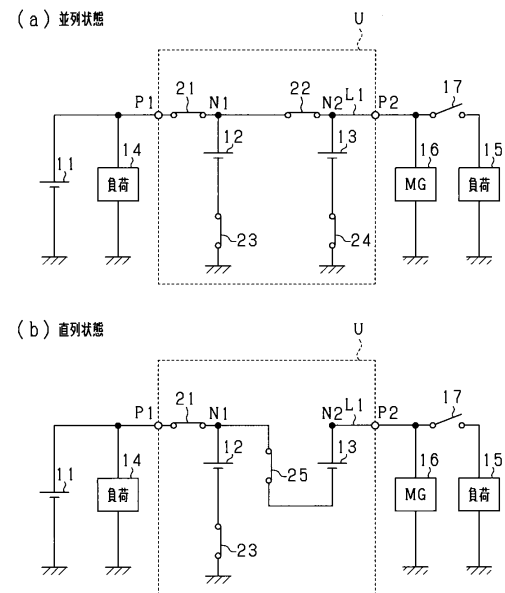 (a) 並列状態
U
P1 21 N1 22 N2 L1 P2 17
11 14 12 13 16 15
負荷 MG 負荷
23 24
(b) 直列状態
U
P1 21 N1 N2 L1 P2 17
11 14 12 25 13 16 15
負荷 MG 負荷
23